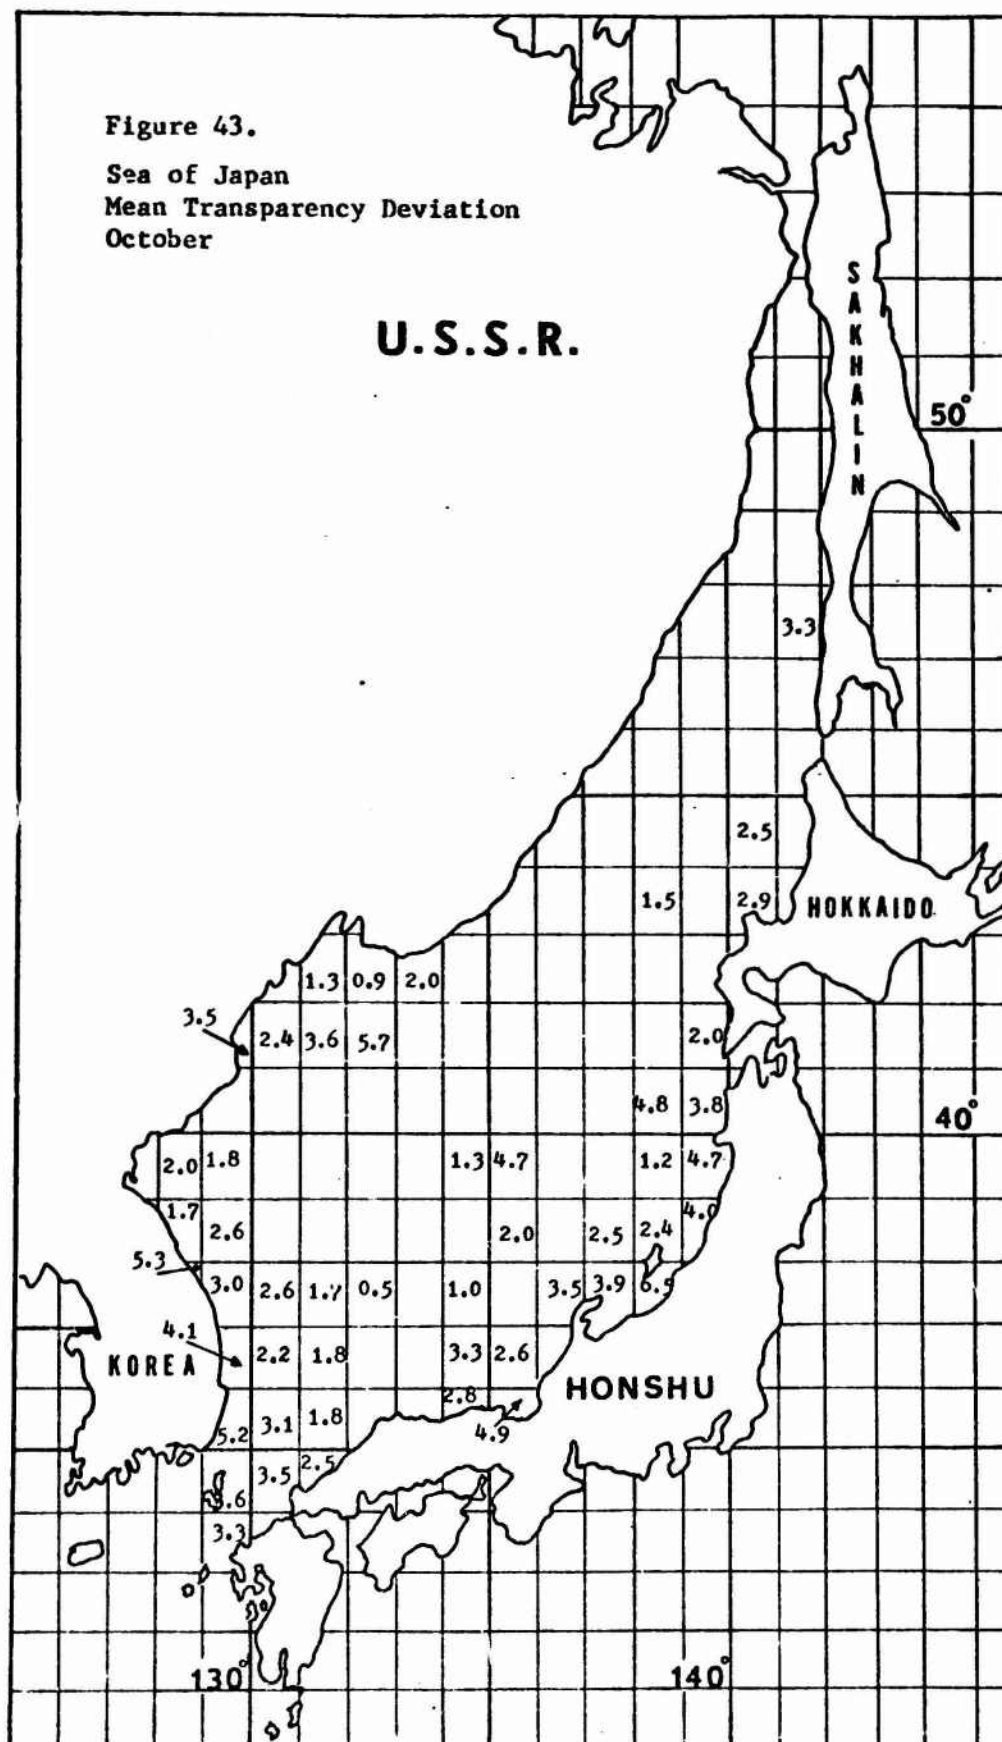 Figure 43.
Sea of Japan
Mean Transparency Deviation
October
U.S.S.R.
SAKHALIN
50°
3.3
2.5
1.5 2.9 HOKKAIDO
1.3 0.9 2.0
3.5 2.4 3.6 5.7 2.0
4.8 3.8 40°
2.0 1.8 1.3 4.7 1.2 4.7
1.7 2.6 2.0 2.5 2.4 4.0
5.3 3.0 2.6 1.7 0.5 1.0 3.5 3.9 6.5
4.1 KOREA 2.2 1.8 3.3 2.6
2.8 HONSHU
5.2 3.1 1.8 4.9
3.5 2.5
3.3
130° 140°